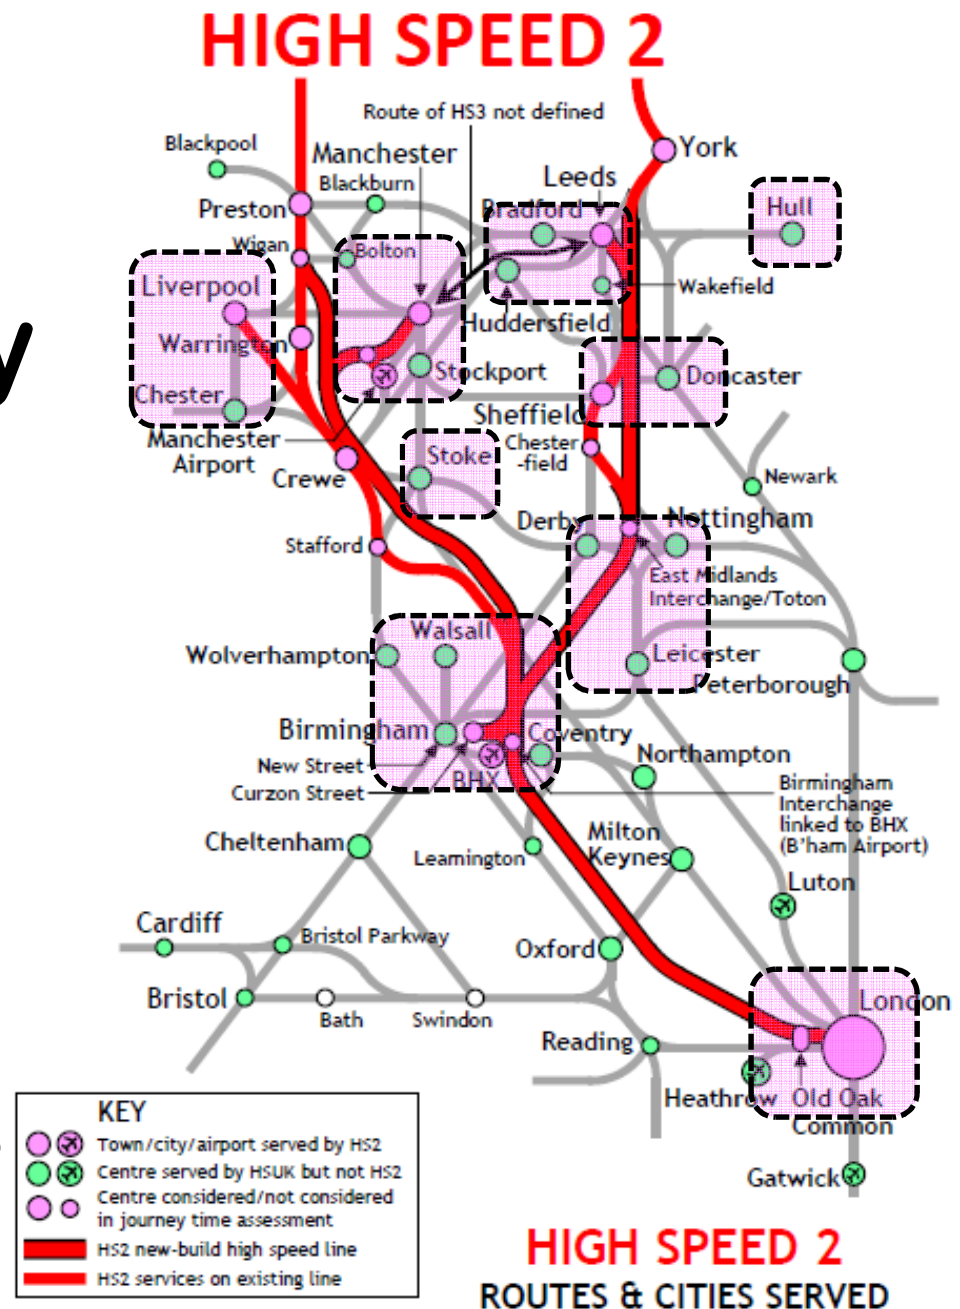 HIGH SPEED 2
Route of HS3 not defined
Blackpool
Manchester
York
Blackburn
Leeds
Preston
Bradford
Hull
Wigan
Bolton
Liverpool
Wakefield
Huddersfield
Warrington
Stockport
Doncaster
Chester
Sheffield
Manchester
Airport
Chester
-field
Crewe
Stoke
Newark
Derby
Nottingham
Stafford
East Midlands
Interchange/Toton
Walsall
Wolverhampton
Leicester
Peterborough
Birmingham
Coventry
New Street
BHX
Northampton
Curzon Street
Birmingham
Interchange
linked to BHX
(B'ham Airport)
Cheltenham
Leamington
Milton
Keynes
Luton
Cardiff
Bristol Parkway
Oxford
Bristol
London
Bath
Swindon
Reading
Heathrow
Old Oak
Common
Gatwick
KEY
Town/city/airport served by HS2
Centre served by HSUK but not HS2
Centre considered/not considered
in journey time assessment
HS2 new-build high speed line
HS2 services on existing line
HIGH SPEED 2
ROUTES & CITIES SERVED